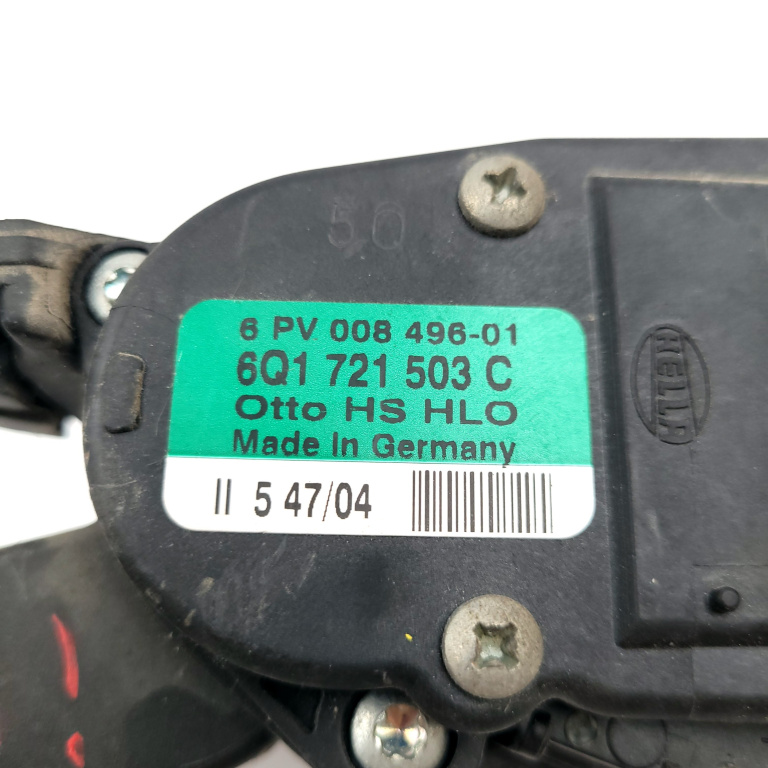 5Q
6 PV 008 496-01
6Q1 721 503 C
Otto HS HLO
Made In Germany
II 5 47/04
HELLA